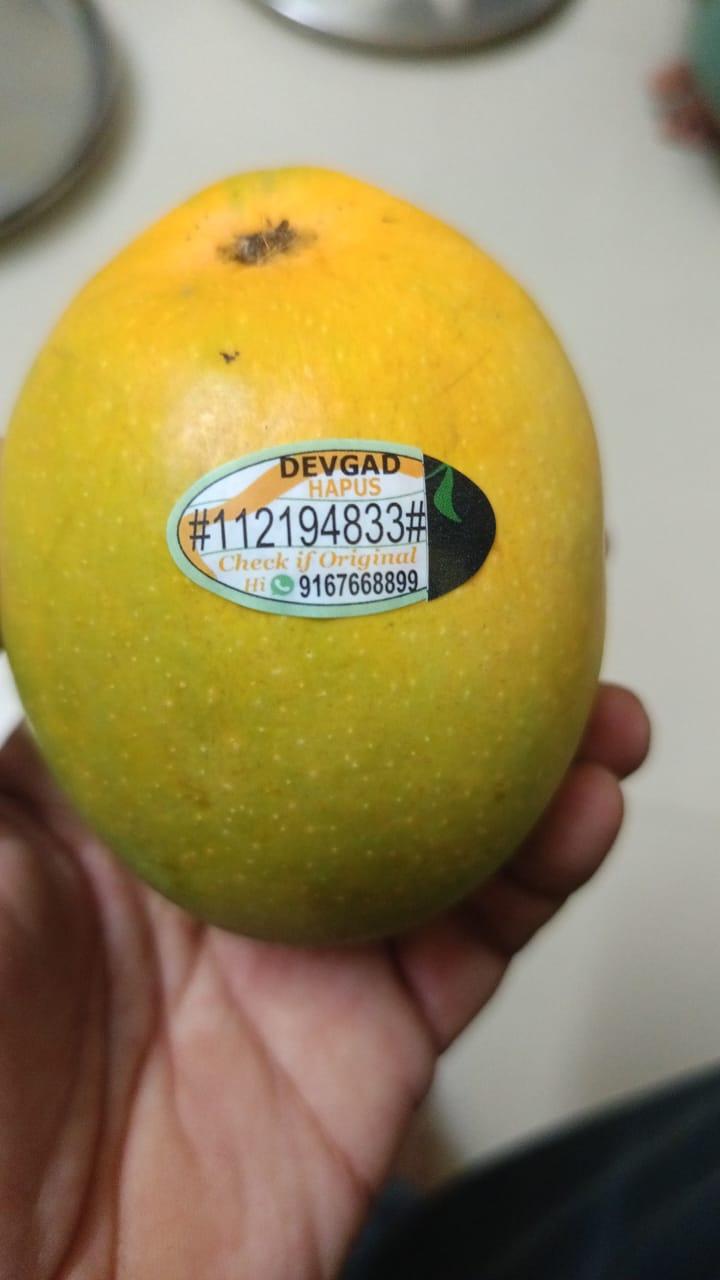 DEVGAD
HAPUS
#112194833#
Check if Original
Hi 9167668899